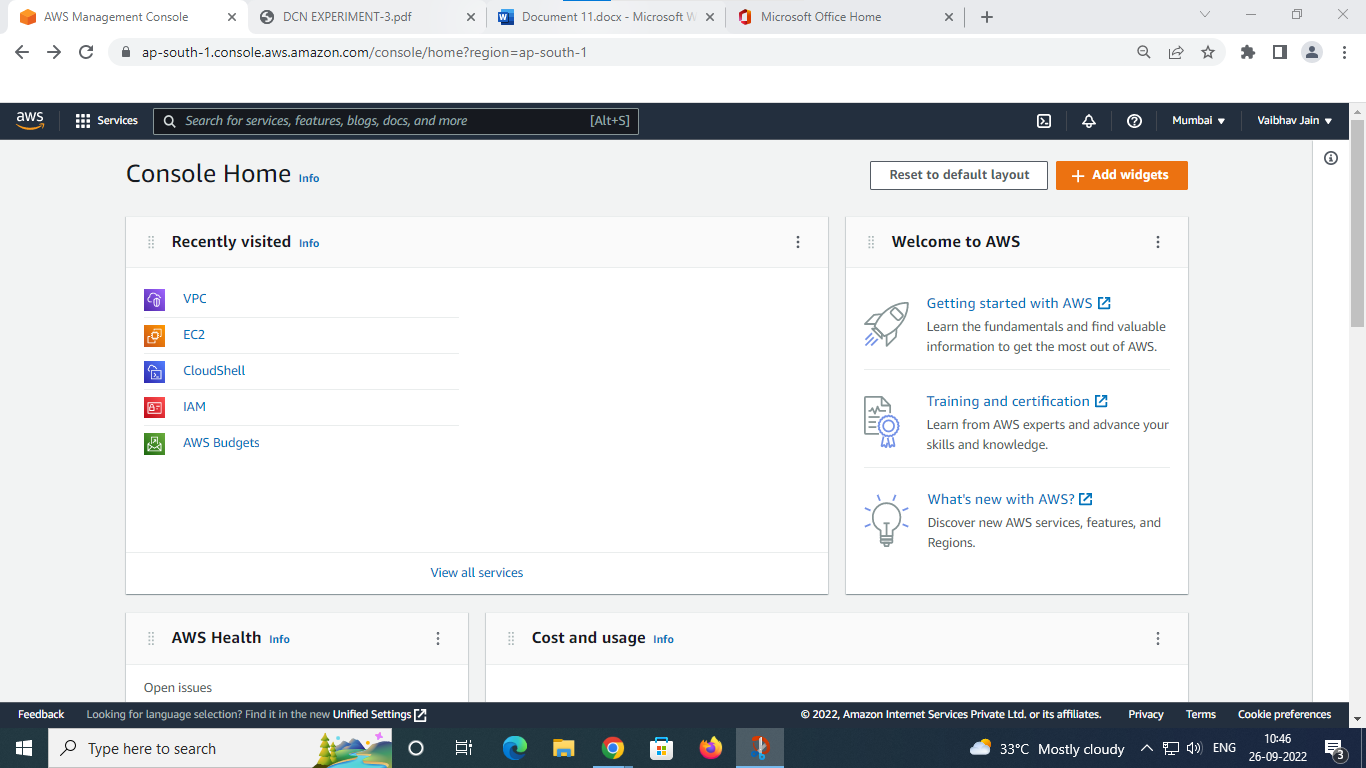 AWS Management Console
DCN EXPERIMENT-3.pdf
Document 11.docx - Microsoft W
Microsoft Office Home
ap-south-1.console.aws.amazon.com/console/home?region=ap-south-1
aws
Services
Search for services, features, blogs, docs, and more
[Alt+S]
Mumbai
Vaibhav Jain
Console Home Info
Reset to default layout
Add widgets
Recently visited Info
VPC
EC2
CloudShell
IAM
AWS Budgets
View all services
Welcome to AWS
Getting started with AWS
Learn the fundamentals and find valuable
information to get the most out of AWS.
Training and certification
Learn from AWS experts and advance your
skills and knowledge.
What's new with AWS?
Discover new AWS services, features, and
Regions.
AWS Health Info
Open issues
Cost and usage Info
Feedback
Looking for language selection? Find it in the new Unified Settings
© 2022, Amazon Internet Services Private Ltd. or its affiliates.
Privacy
Terms
Cookie preferences
Type here to search
33°C Mostly cloudy
ENG
10:46
26-09-2022
3